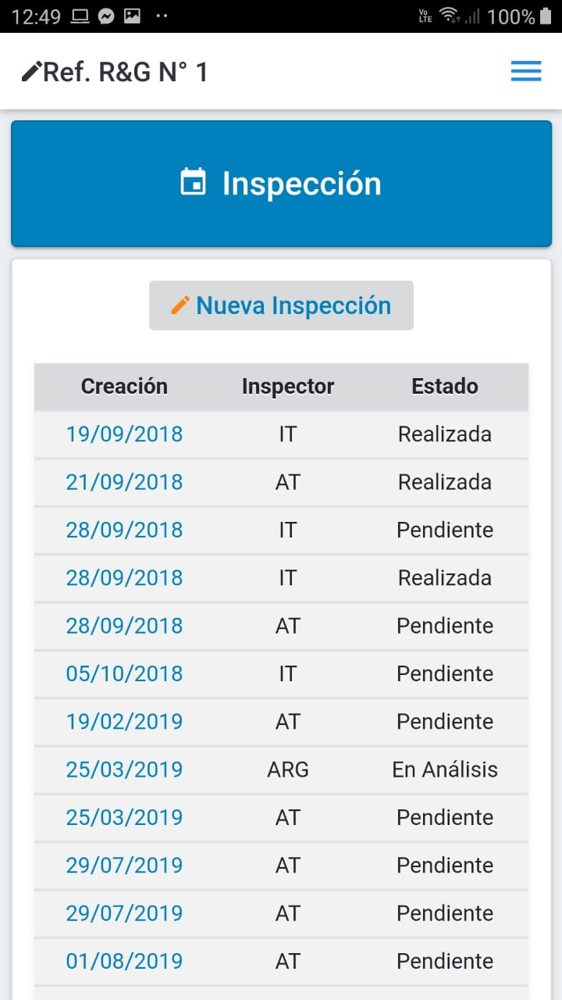 12:49 Vo LTE 100%
Ref. R&G N° 1
Inspección
Nueva Inspección
Creación Inspector Estado
19/09/2018 IT Realizada
21/09/2018 AT Realizada
28/09/2018 IT Pendiente
28/09/2018 IT Realizada
28/09/2018 AT Pendiente
05/10/2018 IT Pendiente
19/02/2019 AT Pendiente
25/03/2019 ARG En Análisis
25/03/2019 AT Pendiente
29/07/2019 AT Pendiente
29/07/2019 AT Pendiente
01/08/2019 AT Pendiente